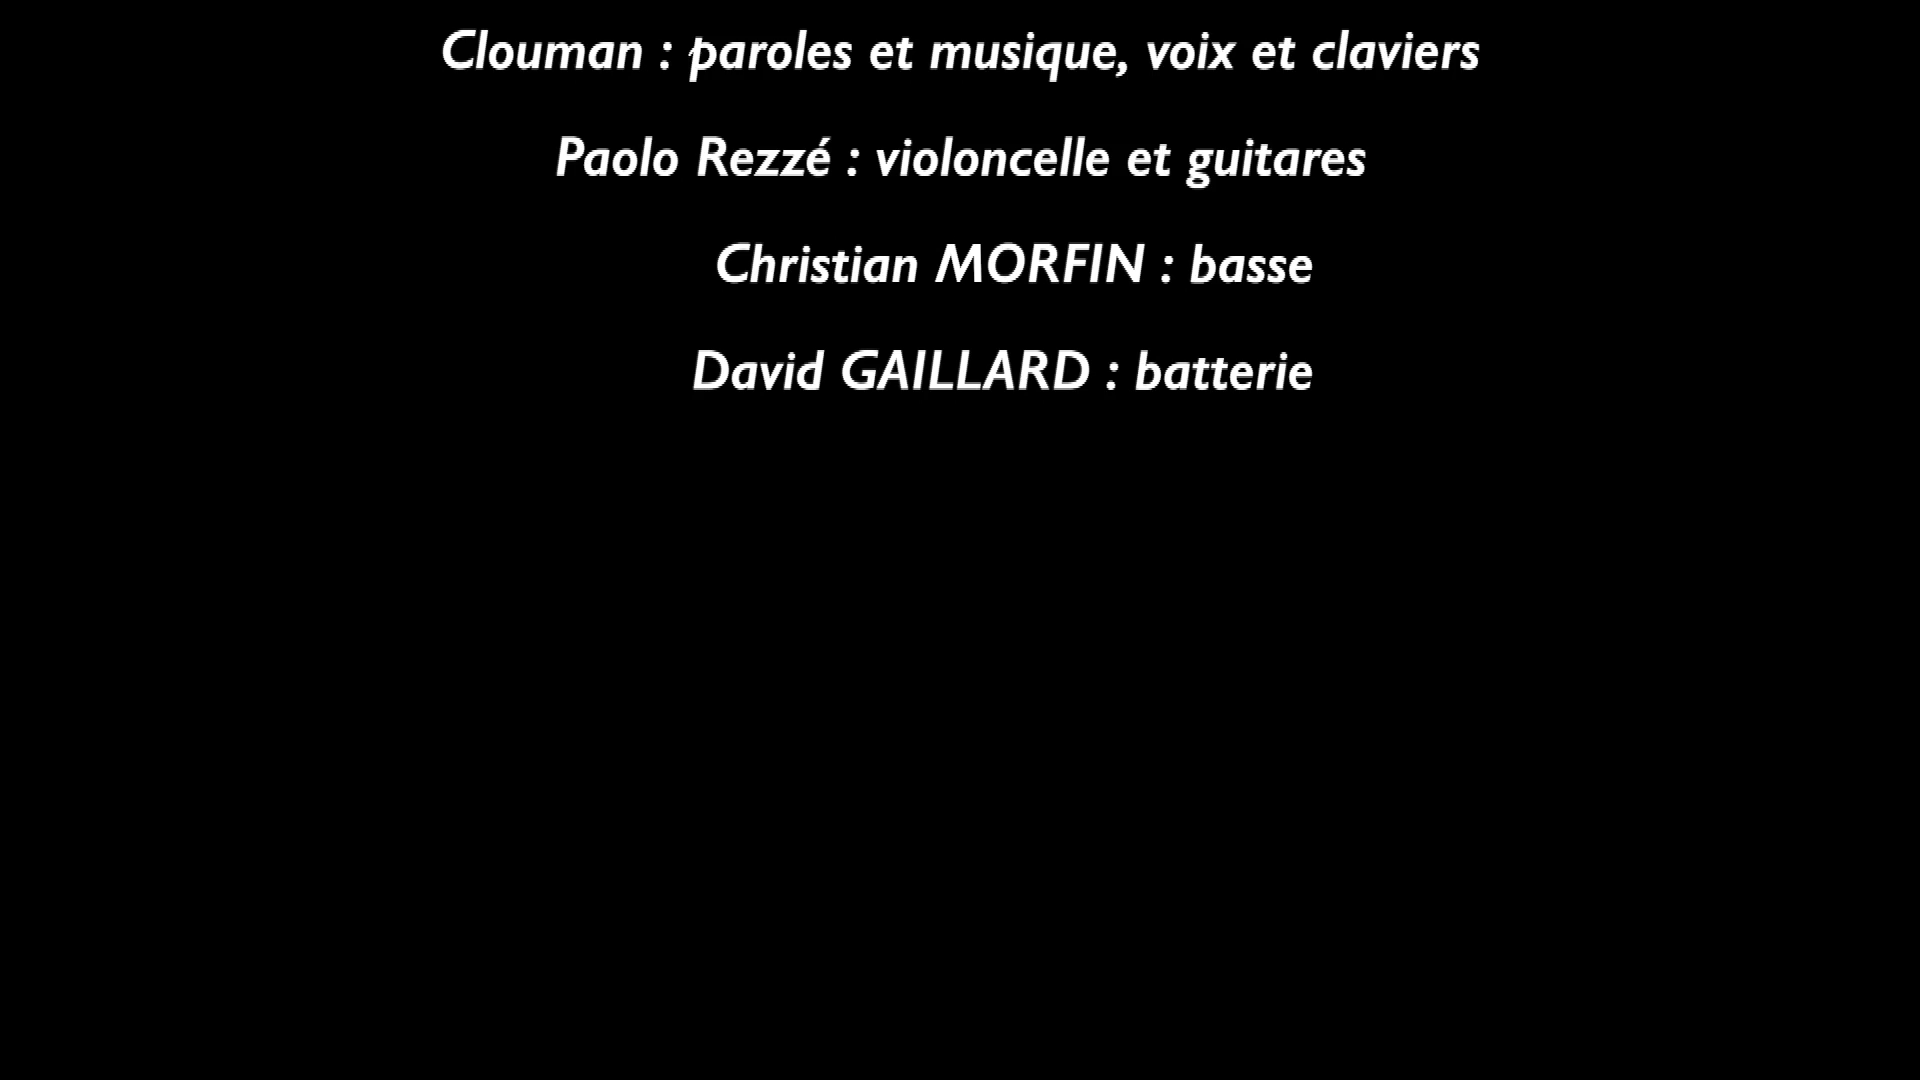 Clouman : paroles et musique, voix et claviers
Paolo Rezzé : violoncelle et guitares
Christian MORFIN : basse
David GAILLARD : batterie